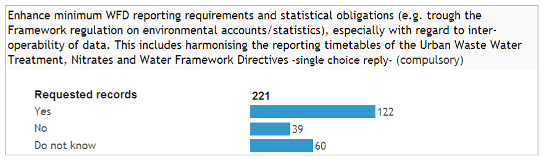 Enhance minimum WFD reporting requirements and statistical obligations (e.g. trough the
Framework regulation on environmental accounts/statistics), especially with regard to inter-
operability of data. This includes harmonising the reporting timetables of the Urban Waste Water
Treatment, Nitrates and Water Framework Directives -single choice reply- (compulsory)
Requested records 221
Yes 122
No 39
Do not know 60